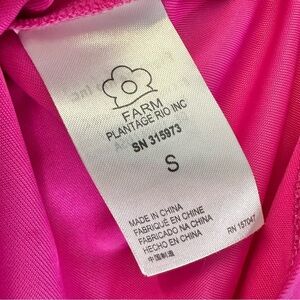 FARM
PLANTAGE RIO INC
SN 315973
S
MADE IN CHINA
FABRIQUÉ EN CHINE
FABRICADO NA CHINA
HECHO EN CHINA
中国制造
RN 157047